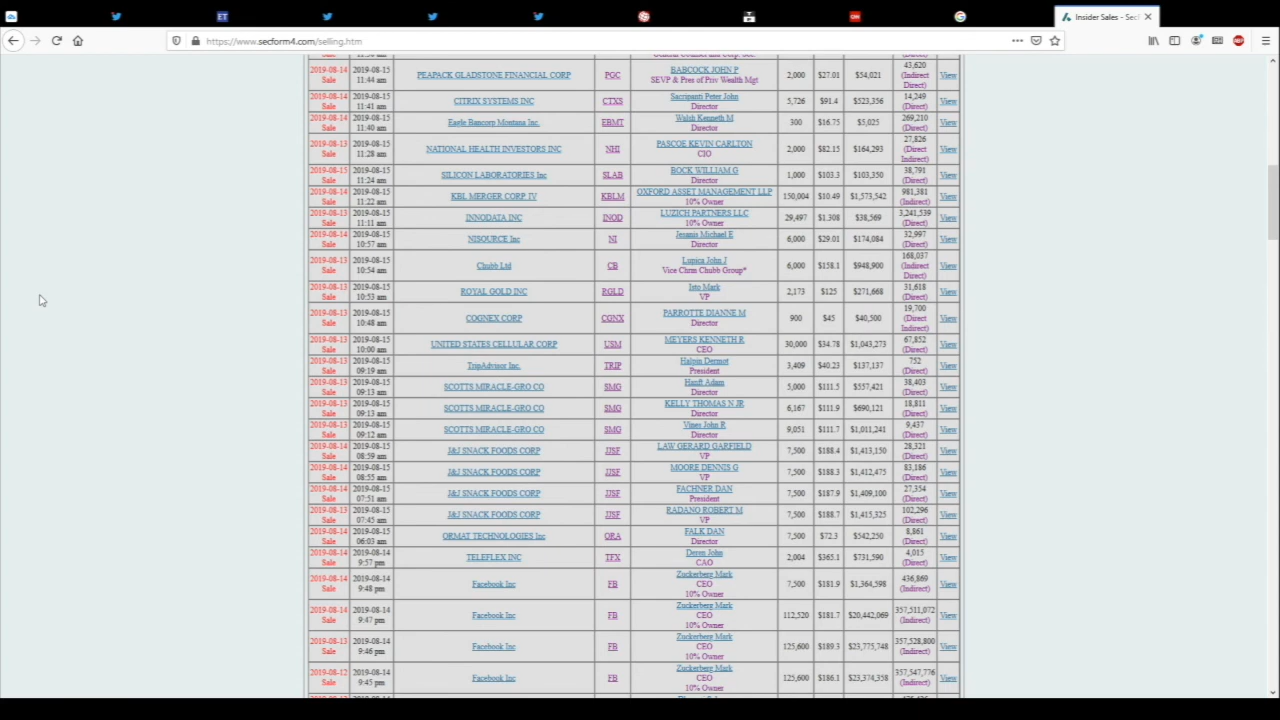 ET
CNN
Insider Sales - SecF
https://www.secform4.com/selling.htm
Sale
2019-08-14 Sale 2019-08-15 11:44 am PEAPACK GLADSTONE FINANCIAL CORP PGC BABCOCK JOHN P SEVP & Pres of Priv Wealth Mgt 2,000 $27.01 $54,021 43,620 (Indirect Direct) View
2019-08-14 Sale 2019-08-15 11:41 am CITRIX SYSTEMS INC CTXS Sacripanti Peter John Director 5,726 $91.4 $523,356 14,249 (Direct) View
2019-08-14 Sale 2019-08-15 11:40 am Eagle Bancorp Montana Inc. EBMT Walsh Kenneth M Director 300 $16.75 $5,025 269,210 (Direct) View
2019-08-13 Sale 2019-08-15 11:28 am NATIONAL HEALTH INVESTORS INC NHI PASCOE KEVIN CARLTON CIO 2,000 $82.15 $164,293 27,826 (Direct Indirect) View
2019-08-15 Sale 2019-08-15 11:24 am SILICON LABORATORIES Inc SLAB BOCK WILLIAM G Director 1,000 $103.3 $103,350 38,791 (Direct) View
2019-08-14 Sale 2019-08-15 11:22 am KBL MERGER CORP IV KBLM OXFORD ASSET MANAGEMENT LLP 10% Owner 150,004 $10.49 $1,573,542 981,381 (Indirect) View
2019-08-13 Sale 2019-08-15 11:11 am INNODATA INC INOD LUZICH PARTNERS LLC 10% Owner 29,497 $1.308 $38,569 3,241,539 (Indirect) View
2019-08-14 Sale 2019-08-15 10:57 am NISOURCE Inc NI Jesanis Michael E Director 6,000 $29.01 $174,084 32,997 (Direct) View
2019-08-13 Sale 2019-08-15 10:54 am Chubb Ltd CB Lupica John J Vice Chrm Chubb Group* 6,000 $158.1 $948,900 168,037 (Indirect Direct) View
2019-08-13 Sale 2019-08-15 10:53 am ROYAL GOLD INC RGLD Isto Mark VP 2,173 $125 $271,668 31,618 (Direct) View
2019-08-13 Sale 2019-08-15 10:48 am COGNEX CORP CGNX PARROTTE DIANNE M Director 900 $45 $40,500 19,700 (Direct Indirect) View
2019-08-13 Sale 2019-08-15 10:00 am UNITED STATES CELLULAR CORP USM MEYERS KENNETH R CEO 30,000 $34.78 $1,043,273 67,852 (Direct) View
2019-08-13 Sale 2019-08-15 09:19 am TripAdvisor Inc. TRIP Halpin Dermot President 3,409 $40.23 $137,137 752 (Direct) View
2019-08-13 Sale 2019-08-15 09:13 am SCOTTS MIRACLE-GRO CO SMG Hanft Adam Director 5,000 $111.5 $557,421 38,403 (Direct) View
2019-08-13 Sale 2019-08-15 09:13 am SCOTTS MIRACLE-GRO CO SMG KELLY THOMAS N JR Director 6,167 $111.9 $690,121 18,811 (Direct) View
2019-08-13 Sale 2019-08-15 09:12 am SCOTTS MIRACLE-GRO CO SMG Vines John R Director 9,051 $111.7 $1,011,241 9,437 (Direct) View
2019-08-14 Sale 2019-08-15 08:59 am J&J SNACK FOODS CORP JJSF LAW GERARD GARFIELD VP 7,500 $188.4 $1,413,150 28,321 (Direct) View
2019-08-14 Sale 2019-08-15 08:55 am J&J SNACK FOODS CORP JJSF MOORE DENNIS G VP 7,500 $188.3 $1,412,475 83,186 (Direct) View
2019-08-14 Sale 2019-08-15 07:51 am J&J SNACK FOODS CORP JJSF FACHNER DAN President 7,500 $187.9 $1,409,100 27,354 (Direct) View
2019-08-13 Sale 2019-08-15 07:45 am J&J SNACK FOODS CORP JJSF RADANO ROBERT M VP 7,500 $188.7 $1,415,325 102,296 (Direct) View
2019-08-14 Sale 2019-08-15 06:03 am ORMAT TECHNOLOGIES Inc ORA FALK DAN Director 7,500 $72.3 $542,250 8,861 (Direct) View
2019-08-14 Sale 2019-08-14 9:57 pm TELEFLEX INC TFX Deren John CAO 2,004 $365.1 $731,590 4,015 (Direct) View
2019-08-14 Sale 2019-08-14 9:48 pm Facebook Inc FB Zuckerberg Mark CEO 10% Owner 7,500 $181.9 $1,364,598 436,869 (Indirect) View
2019-08-14 Sale 2019-08-14 9:47 pm Facebook Inc FB Zuckerberg Mark CEO 10% Owner 112,520 $181.7 $20,442,069 357,511,072 (Indirect) View
2019-08-13 Sale 2019-08-14 9:46 pm Facebook Inc FB Zuckerberg Mark CEO 10% Owner 125,600 $189.3 $23,775,748 357,528,800 (Indirect) View
2019-08-12 Sale 2019-08-14 9:45 pm Facebook Inc FB Zuckerberg Mark CEO 10% Owner 125,600 $186.1 $23,374,358 357,547,776 (Indirect) View